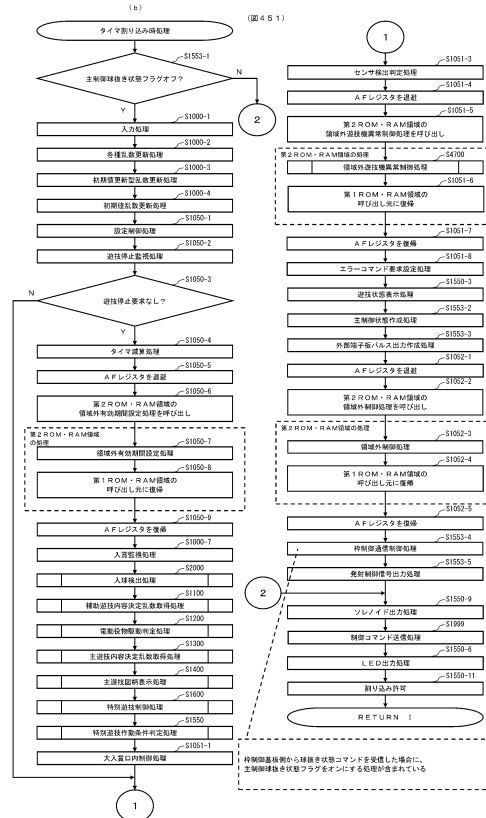 （ｂ）
（図４５１）
タイマ割り込み時処理
S1553-1
主制御球抜き状態フラグオフ？
N
Y
2
S1000-1
入力処理
S1000-2
各種乱数更新処理
S1000-3
初期値更新型乱数更新処理
S1000-4
初期値乱数更新処理
S1050-1
設定制御処理
S1050-2
遊技停止監視処理
S1050-3
N
遊技停止要求なし？
Y
S1050-4
タイマ減算処理
S1050-5
ＡＦレジスタを退避
S1050-6
第２ＲＯＭ・ＲＡＭ領域の
領域外有効期間設定処理を呼び出し
第２ＲＯＭ・ＲＡＭ領域
の処理
S1050-7
領域外有効期間設定処理
S1050-8
第１ＲＯＭ・ＲＡＭ領域の
呼び出し元に復帰
S1050-9
ＡＦレジスタを復帰
S1000-7
入賞監視処理
S2000
入球検出処理
S1100
補助遊技内容決定乱数取得処理
S1200
電動役物駆動判定処理
S1300
主遊技内容決定乱数取得処理
S1400
主遊技図柄表示処理
S1600
特別遊技制御処理
S1550
特別遊技作動条件判定処理
S1051-1
大入賞口内制御処理
1
1
S1051-3
センサ検出判定処理
S1051-4
ＡＦレジスタを退避
S1051-5
第２ＲＯＭ・ＲＡＭ領域の
領域外遊技機異常制御処理を呼び出し
第２ＲＯＭ・ＲＡＭ領域の処理
S4700
領域外遊技機異常制御処理
S1051-6
第１ＲＯＭ・ＲＡＭ領域の
呼び出し元に復帰
S1051-7
ＡＦレジスタを復帰
S1051-8
エラーコマンド要求設定処理
S1550-3
遊技状態表示処理
S1553-2
主制御状態作成処理
S1553-3
外部端子板パルス出力作成処理
S1052-1
ＡＦレジスタを退避
S1052-2
第２ＲＯＭ・ＲＡＭ領域の
領域外制御処理を呼び出し
第２ＲＯＭ・ＲＡＭ領域の処理
S1052-3
領域外制御処理
S1052-4
第１ＲＯＭ・ＲＡＭ領域の
呼び出し元に復帰
S1052-5
ＡＦレジスタを復帰
S1553-4
枠制御通信制御処理
S1553-5
発射制御信号出力処理
2
S1550-9
ソレノイド出力処理
S1999
制御コマンド送信処理
S1550-6
ＬＥＤ出力処理
S1550-11
割り込み許可
ＲＥＴＵＲＮ　Ｉ
枠制御基板側から球抜き状態コマンドを受信した場合に、
主制御球抜き状態フラグをオンにする処理が含まれている